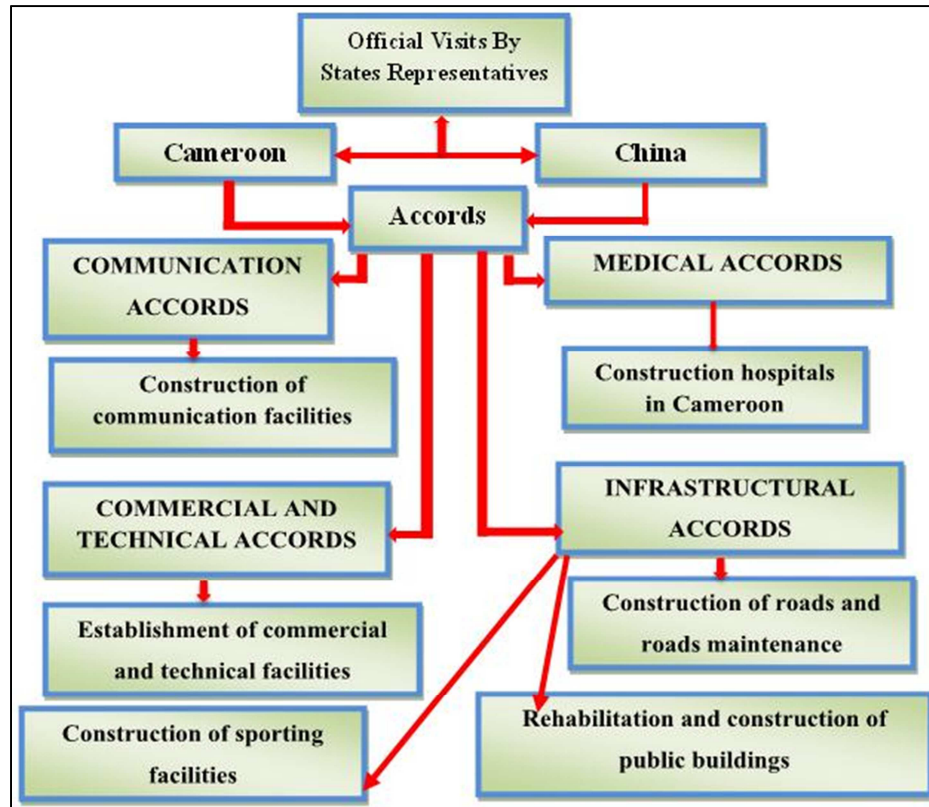 Official Visits By
States Representatives
Cameroon
China
Accords
COMMUNICATION
ACCORDS
MEDICAL ACCORDS
Construction of
communication facilities
Construction hospitals
in Cameroon
COMMERCIAL AND
TECHNICAL ACCORDS
INFRASTRUCTURAL
ACCORDS
Establishment of commercial
and technical facilities
Construction of roads and
roads maintenance
Construction of sporting
facilities
Rehabilitation and construction of
public buildings